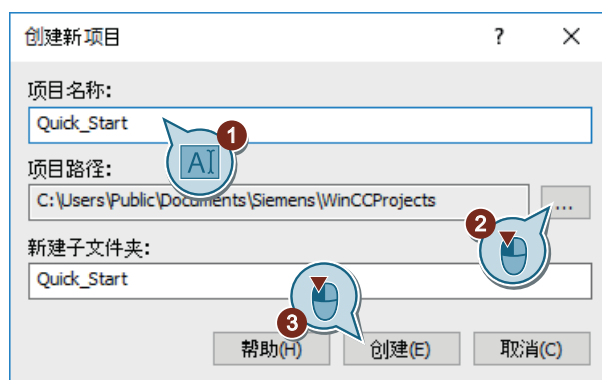 创建新项目 ? ×
项目名称:
Quick_Start
1
AI
项目路径:
C:\Users\Public\Documents\Siemens\WinCCProjects ...
2
新建子文件夹:
Quick_Start
3
帮助(H) 创建(E) 取消(C)